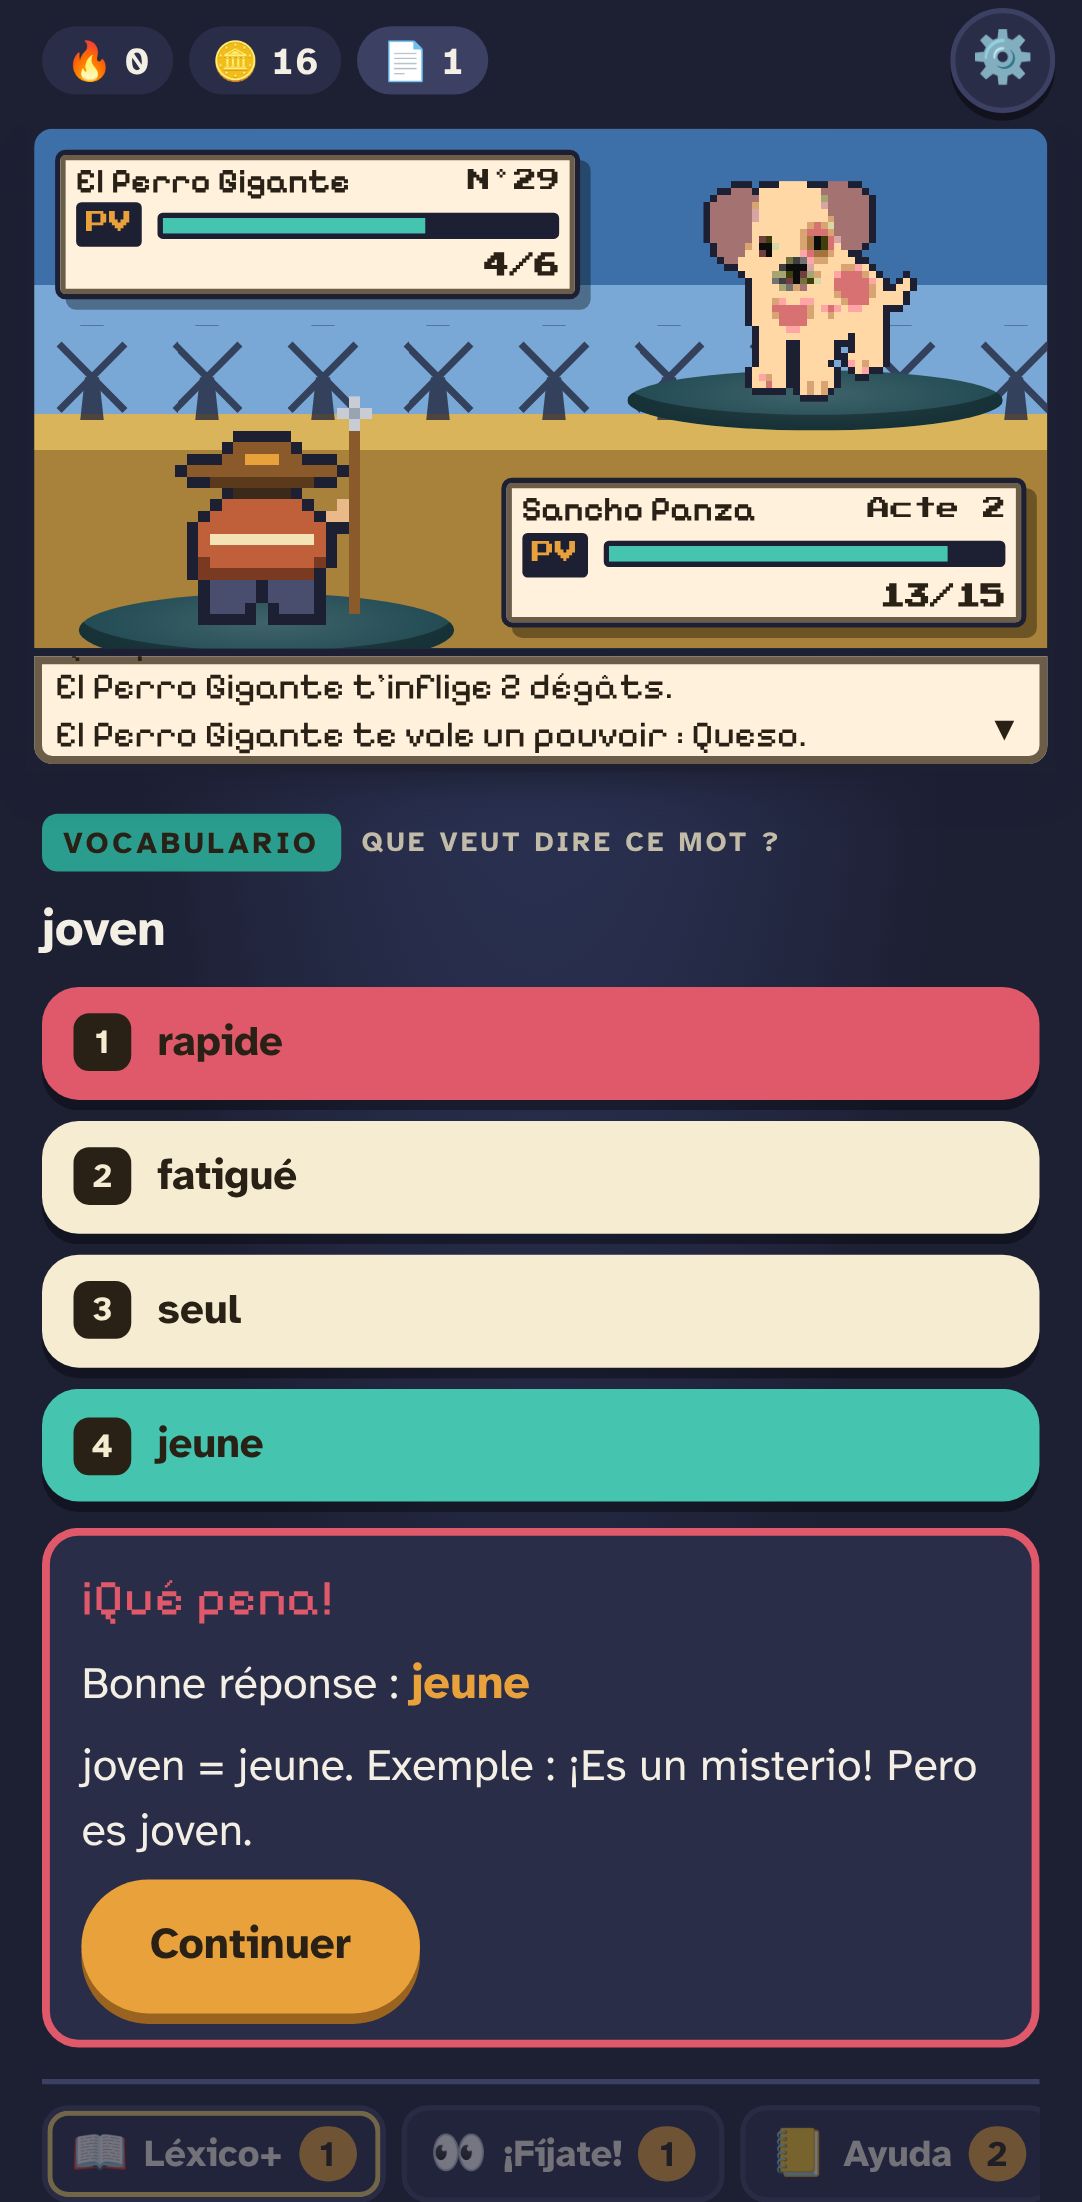 🔥 0 🪙 16 📄 1 ⚙️
El Perro Gigante N°29
PV
4/6
Sancho Panza Acte 2
PV
13/15
El Perro Gigante t'inflige 2 dégâts.
El Perro Gigante te vole un pouvoir : Queso. ▼
VOCABULARIO QUE VEUT DIRE CE MOT ?
joven
1 rapide
2 fatigué
3 seul
4 jeune
¡Qué pena!
Bonne réponse : jeune
joven = jeune. Exemple : ¡Es un misterio! Pero
es joven.
Continuer
📖 Léxico+ 1 👀 ¡Fíjate! 1 📒 Ayuda 2